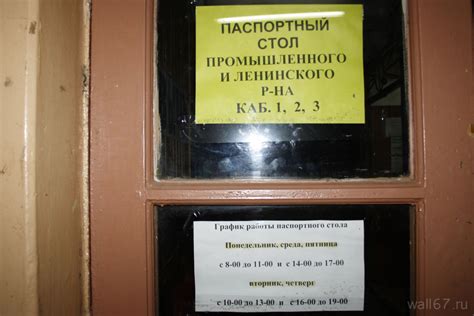 ПАСПОРТНЫЙ
СТОЛ
ПРОМЫШЛЕННОГО
И ЛЕНИНСКОГО
Р-НА
КАБ. 1, 2, 3
График работы паспортного стола
Понедельник, среда, пятница
с 8-00 до 11-00 и с 14-00 до 17-00
вторник, четверг
с 10-00 до 13-00 и с 16-00 до 19-00
wall67.ru